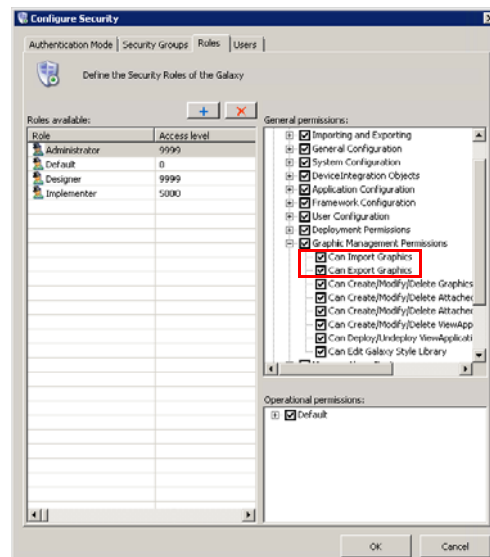 Configure Security
Authentication Mode
Security Groups
Roles
Users
Define the Security Roles of the Galaxy
Roles available:
Role Access level
Administrator 9999
Default 0
Designer 9999
Implementer 5000
General permissions:
Importing and Exporting
General Configuration
System Configuration
DeviceIntegration Objects
Application Configuration
Framework Configuration
User Configuration
Deployment Permissions
Graphic Management Permissions
Can Import Graphics
Can Export Graphics
Can Create/Modify/Delete Graphics
Can Create/Modify/Delete Attache
Can Create/Modify/Delete Attache
Can Create/Modify/Delete ViewApp
Can Deploy/Undeploy ViewApplicati
Can Edit Galaxy Style Library
Operational permissions:
Default
OK
Cancel